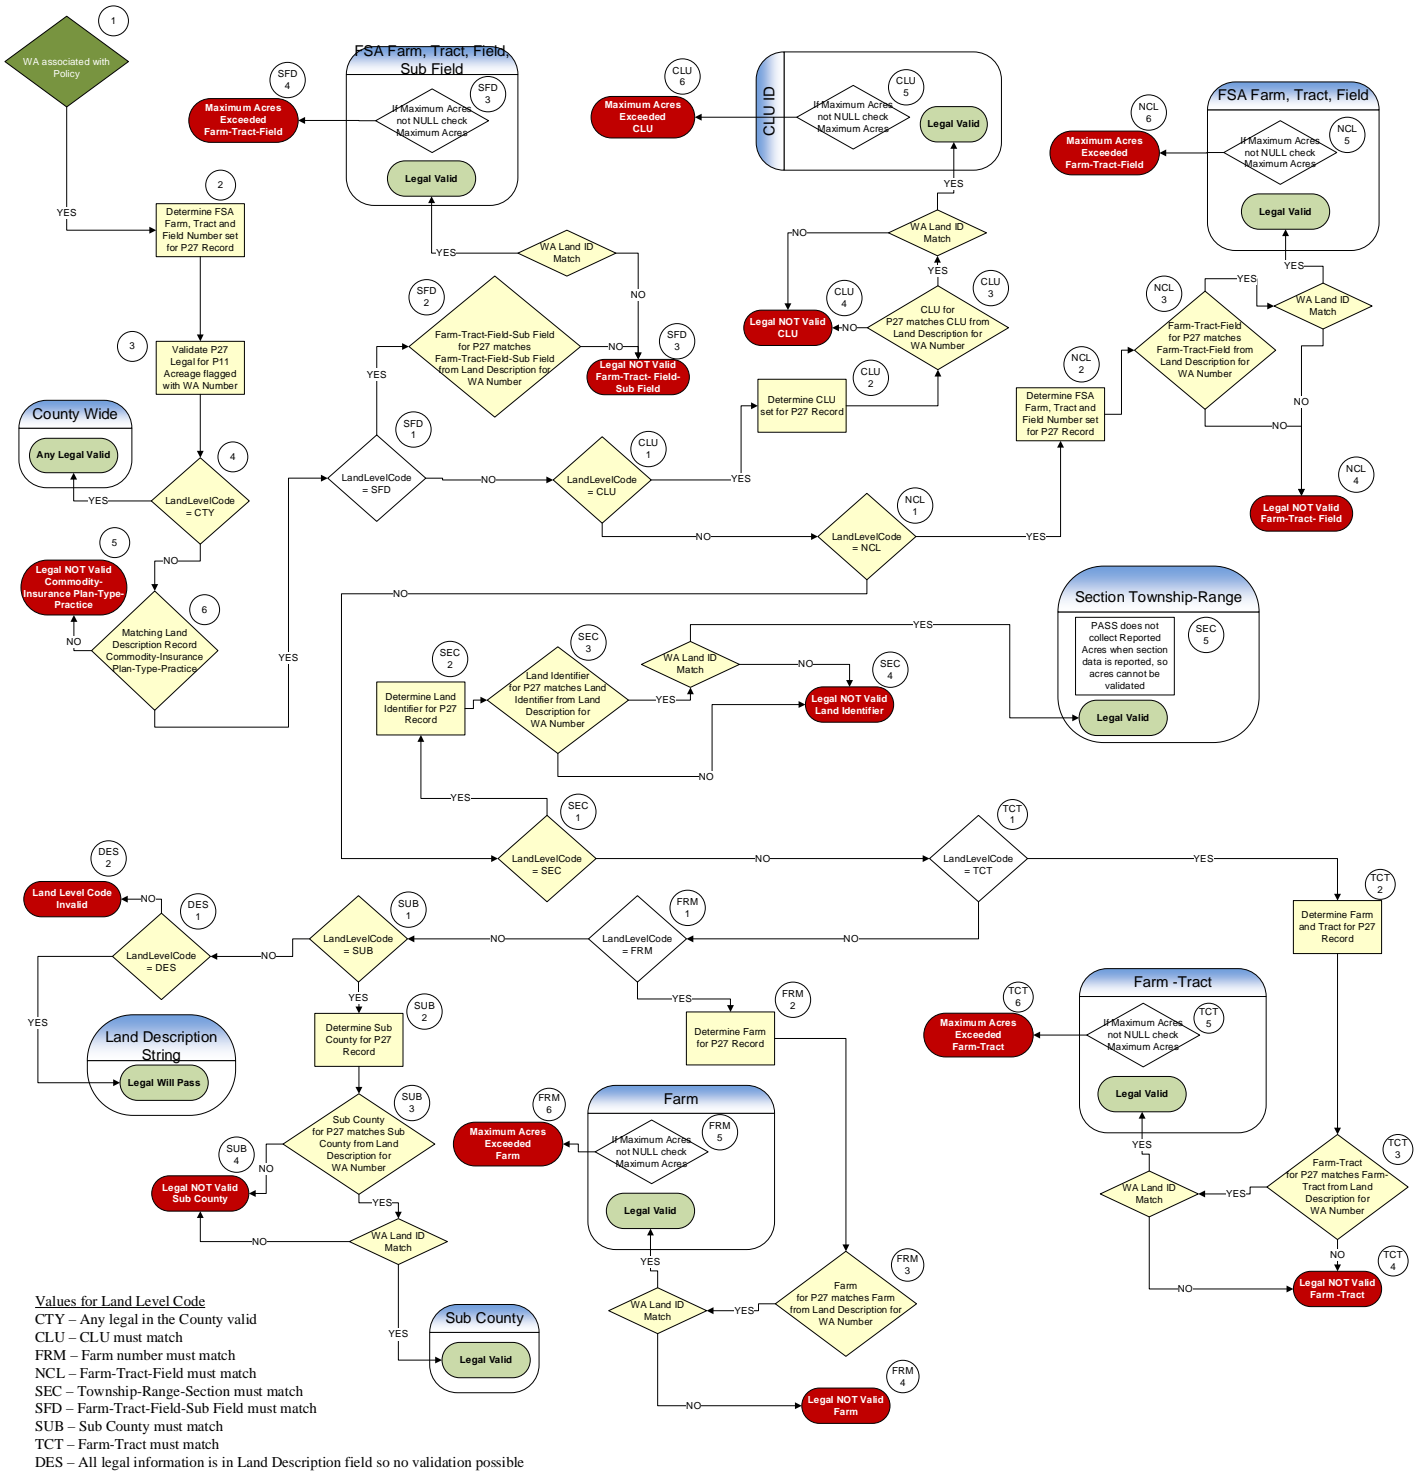 1
WA associated with
Policy
2
YES
Determine FSA
Farm, Tract and
Field Number set
for P27 Record
3
Validate P27
Legal for P11
Acreage flagged
with WA Number
County Wide
Any Legal Valid
YES
4
LandLevelCode
= CTY
NO
5
Legal NOT Valid
Commodity-
Insurance Plan-Type-
Practice
NO
6
Matching Land
Description Record
Commodity-Insurance
Plan-Type-Practice
YES
SFD
4
Maximum Acres
Exceeded
Farm-Tract-Field
FSA Farm, Tract, Field,
Sub Field
SFD
3
If Maximum Acres
not NULL check
Maximum Acres
Legal Valid
YES
WA Land ID
Match
NO
SFD
2
Farm-Tract-Field-Sub Field
for P27 matches
Farm-Tract-Field-Sub Field
from Land Description for
WA Number
NO
SFD
3
Legal NOT Valid
Farm-Tract- Field-
Sub Field
SFD
1
LandLevelCode
= SFD
NO
CLU
6
Maximum Acres
Exceeded
CLU
CLU ID
CLU
5
If Maximum Acres
not NULL check
Maximum Acres
Legal Valid
YES
WA Land ID
Match
NO
YES
CLU
4
Legal NOT Valid
CLU
NO
CLU
3
CLU for
P27 matches CLU from
Land Description for
WA Number
CLU
2
Determine CLU
set for P27 Record
CLU
1
LandLevelCode
= CLU
YES
NO
NCL
6
Maximum Acres
Exceeded
Farm-Tract-Field
FSA Farm, Tract, Field
NCL
5
If Maximum Acres
not NULL check
Maximum Acres
Legal Valid
YES
YES
WA Land ID
Match
NCL
3
Farm-Tract-Field
for P27 matches
Farm-Tract-Field from
Land Description for
WA Number
NO
NO
NCL
2
Determine FSA
Farm, Tract and
Field Number set
for P27 Record
NCL
4
Legal NOT Valid
Farm-Tract- Field
NCL
1
LandLevelCode
= NCL
YES
NO
Section Township-Range
PASS does not
collect Reported
Acres when section
data is reported, so
acres cannot be
validated
SEC
5
Legal Valid
YES
SEC
2
Determine Land
Identifier for P27
Record
SEC
3
Land Identifier
for P27 matches Land
Identifier from Land
Description for
WA Number
YES
WA Land ID
Match
NO
SEC
4
Legal NOT Valid
Land Identifier
NO
YES
SEC
1
LandLevelCode
= SEC
NO
TCT
1
LandLevelCode
= TCT
YES
TCT
2
Determine Farm
and Tract for P27
Record
NO
DES
2
Land Level Code
Invalid
NO
DES
1
LandLevelCode
= DES
NO
YES
Land Description
String
Legal Will Pass
SUB
1
LandLevelCode
= SUB
NO
YES
SUB
2
Determine Sub
County for P27
Record
SUB
3
Sub County
for P27 matches Sub
County from Land
Description for
WA Number
SUB
4
NO
Legal NOT Valid
Sub County
YES
WA Land ID
Match
NO
YES
Sub County
Legal Valid
FRM
1
LandLevelCode
= FRM
YES
FRM
2
Determine Farm
for P27 Record
FRM
6
Maximum Acres
Exceeded
Farm
Farm
FRM
5
If Maximum Acres
not NULL check
Maximum Acres
Legal Valid
YES
WA Land ID
Match
YES
FRM
3
Farm
for P27 matches Farm
from Land Description for
WA Number
NO
FRM
4
Legal NOT Valid
Farm
TCT
6
Maximum Acres
Exceeded
Farm-Tract
Farm -Tract
TCT
5
If Maximum Acres
not NULL check
Maximum Acres
Legal Valid
YES
WA Land ID
Match
YES
TCT
3
Farm-Tract
for P27 matches Farm-
Tract from Land
Description for
WA Number
NO
NO
TCT
4
Legal NOT Valid
Farm -Tract
Values for Land Level Code
CTY – Any legal in the County valid
CLU – CLU must match
FRM – Farm number must match
NCL – Farm-Tract-Field must match
SEC – Township-Range-Section must match
SFD – Farm-Tract-Field-Sub Field must match
SUB – Sub County must match
TCT – Farm-Tract must match
DES – All legal information is in Land Description field so no validation possible